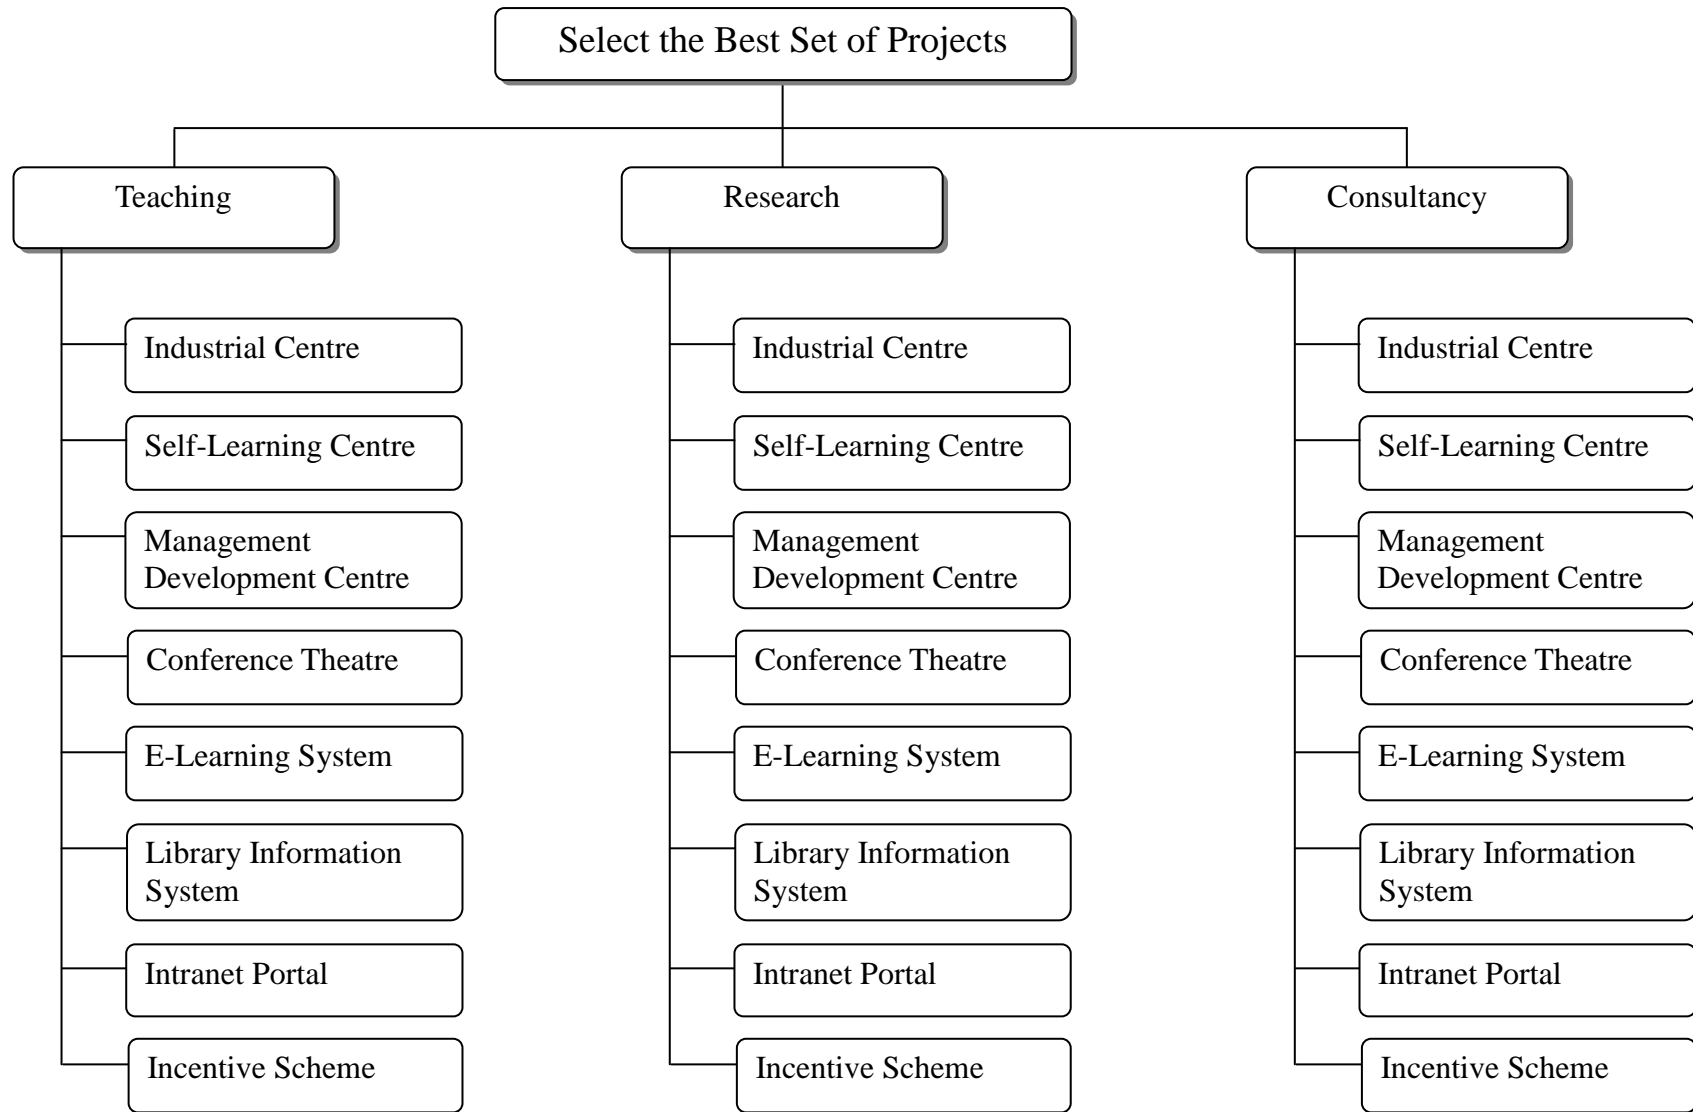 Select the Best Set of Projects
Teaching
Research
Consultancy
Industrial Centre
Self-Learning Centre
Management
Development Centre
Conference Theatre
E-Learning System
Library Information
System
Intranet Portal
Incentive Scheme
Industrial Centre
Self-Learning Centre
Management
Development Centre
Conference Theatre
E-Learning System
Library Information
System
Intranet Portal
Incentive Scheme
Industrial Centre
Self-Learning Centre
Management
Development Centre
Conference Theatre
E-Learning System
Library Information
System
Intranet Portal
Incentive Scheme